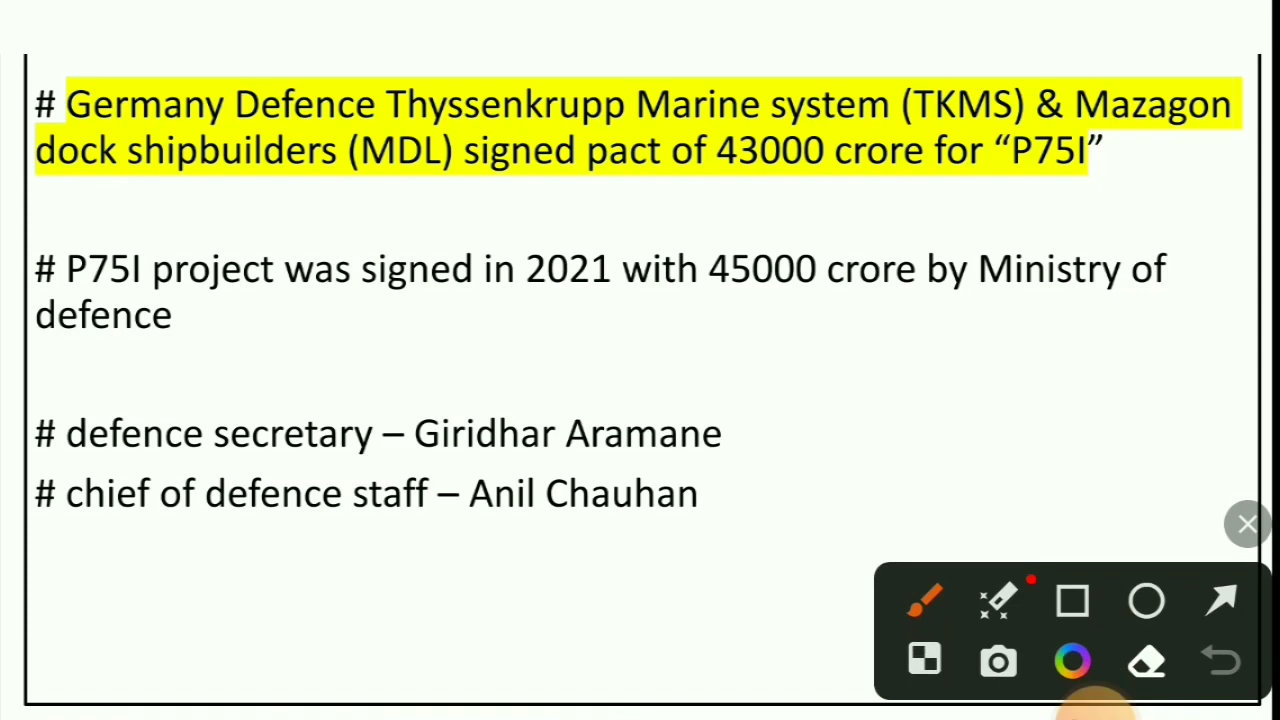 # Germany Defence Thyssenkrupp Marine system (TKMS) & Mazagon
dock shipbuilders (MDL) signed pact of 43000 crore for “P75I”
# P75I project was signed in 2021 with 45000 crore by Ministry of
defence
# defence secretary – Giridhar Aramane
# chief of defence staff – Anil Chauhan